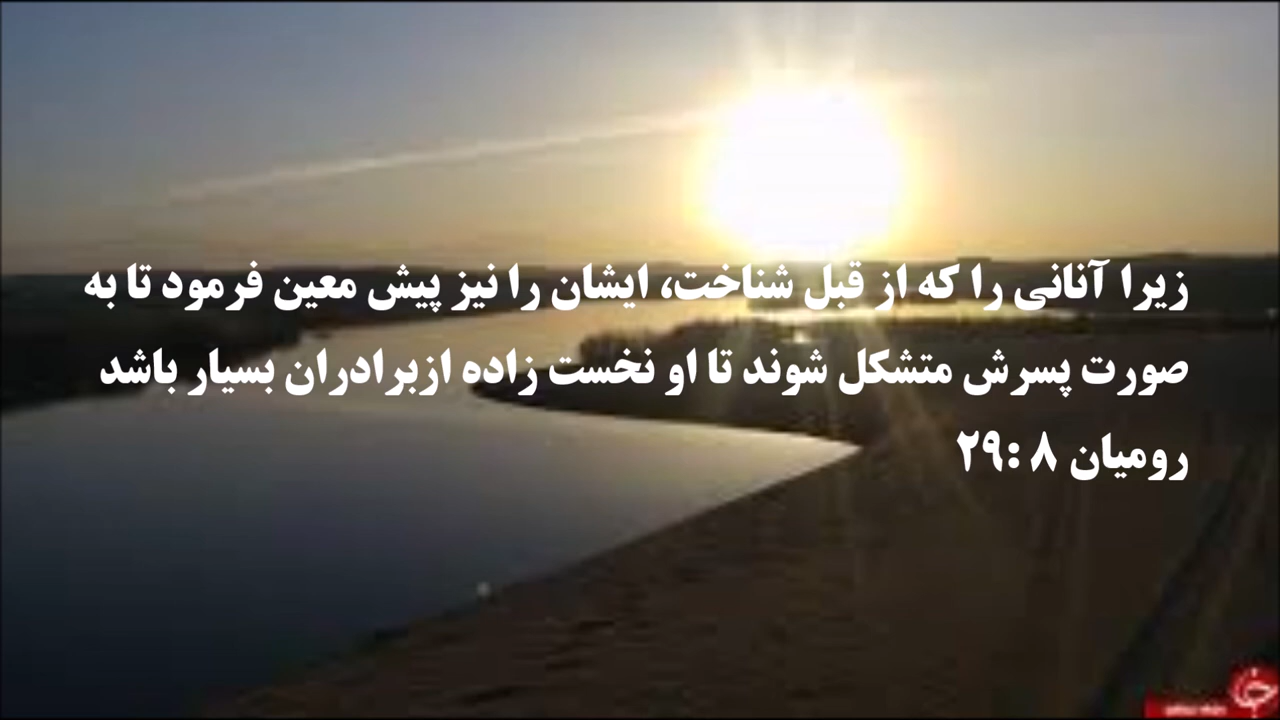 زیرا آنانی را که از قبل شناخت، ایشان را نیز پیش معین فرمود تا به
صورت پسرش متشکل شوند تا او نخست زاده ازبرادران بسیار باشد
رومیان ۸ :۲۹